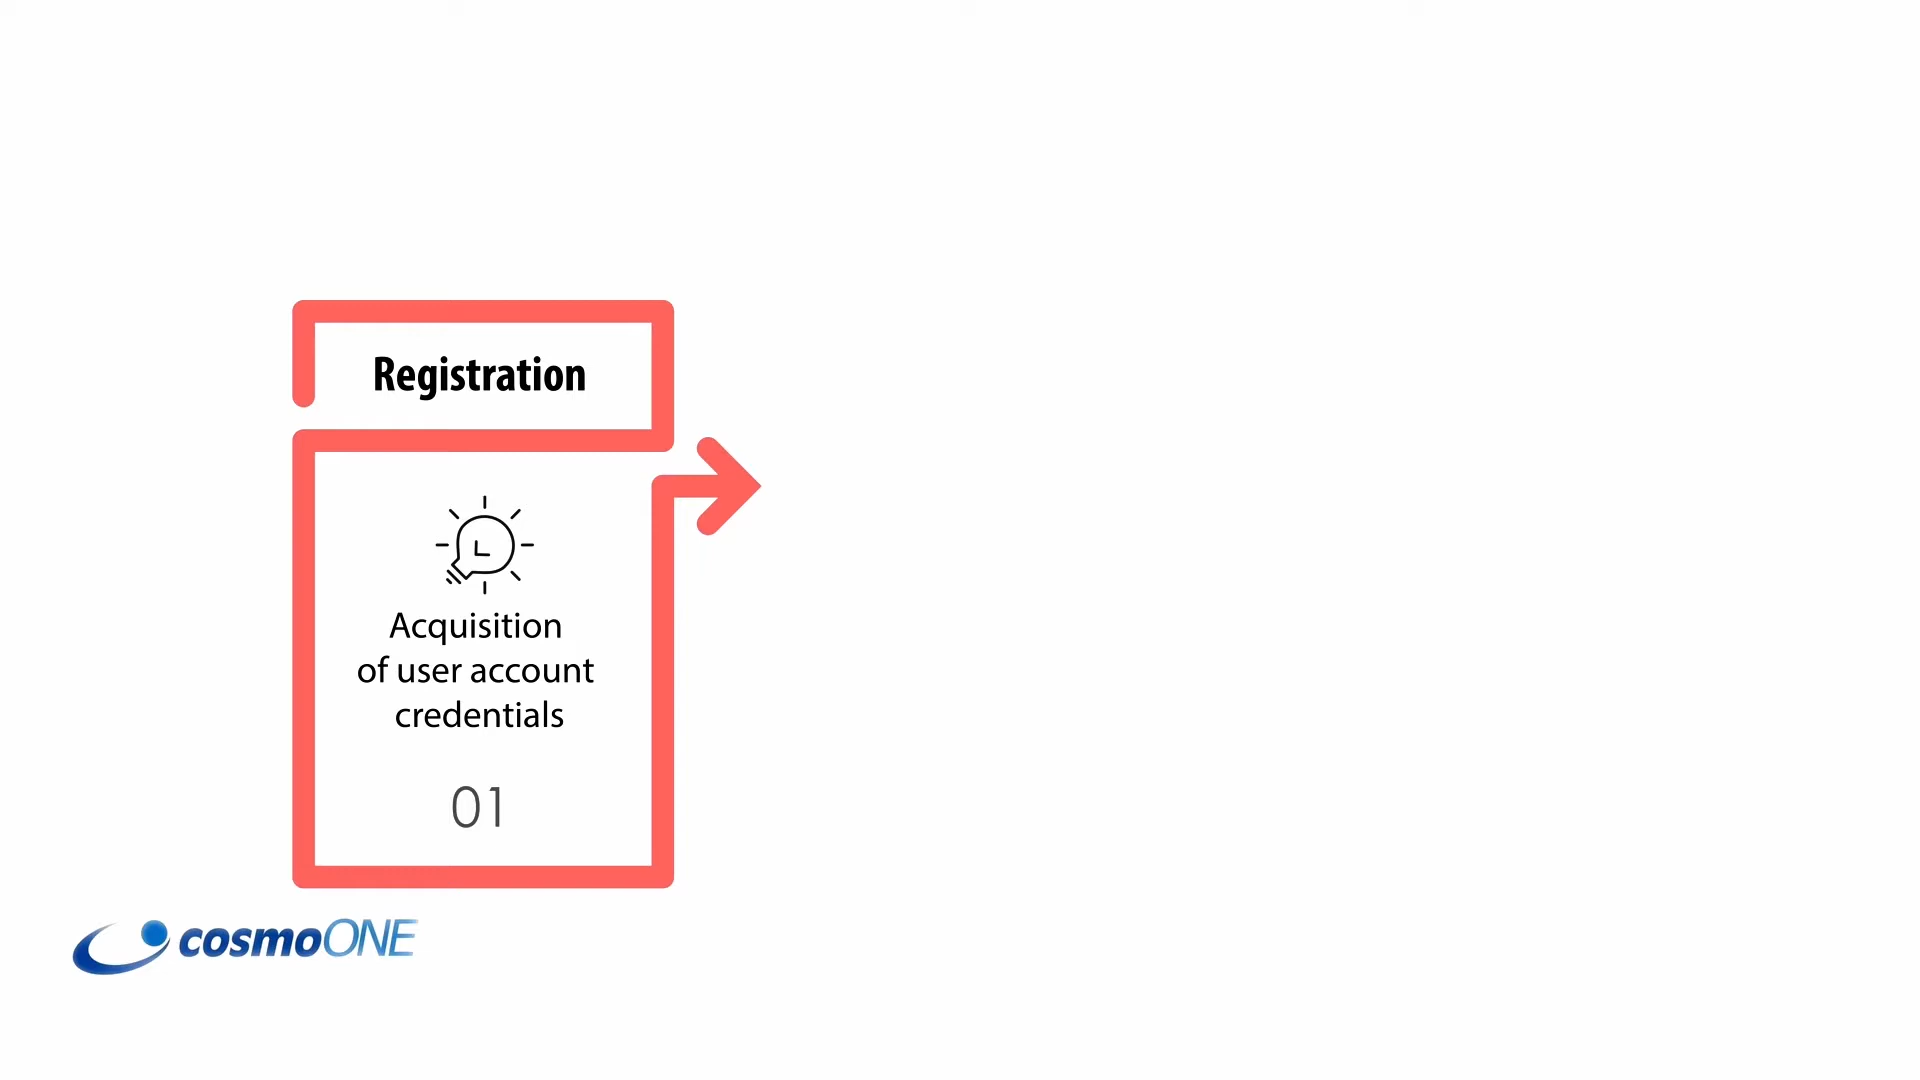 Registration
Acquisition
of user account
credentials
01
cosmoONE